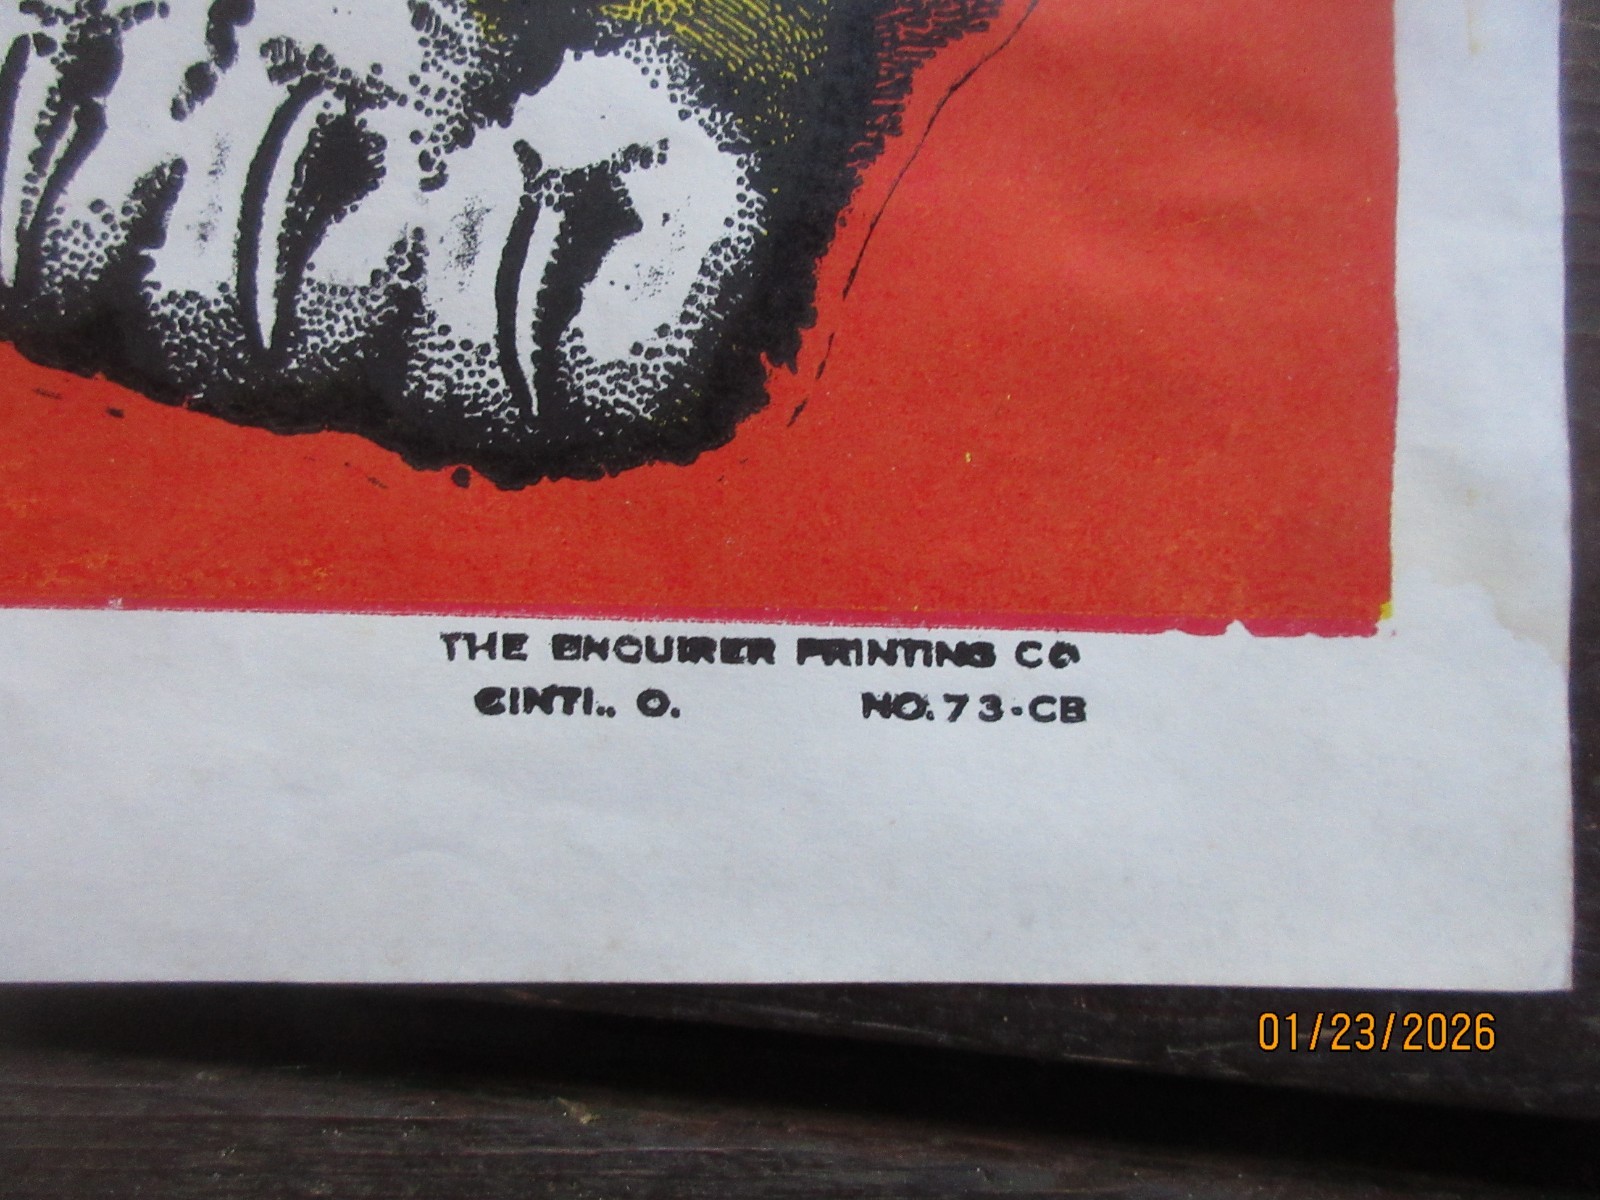 THE ENQUIRER PRINTING CO
CINTI.. O. NO. 73-CB
01/23/2026